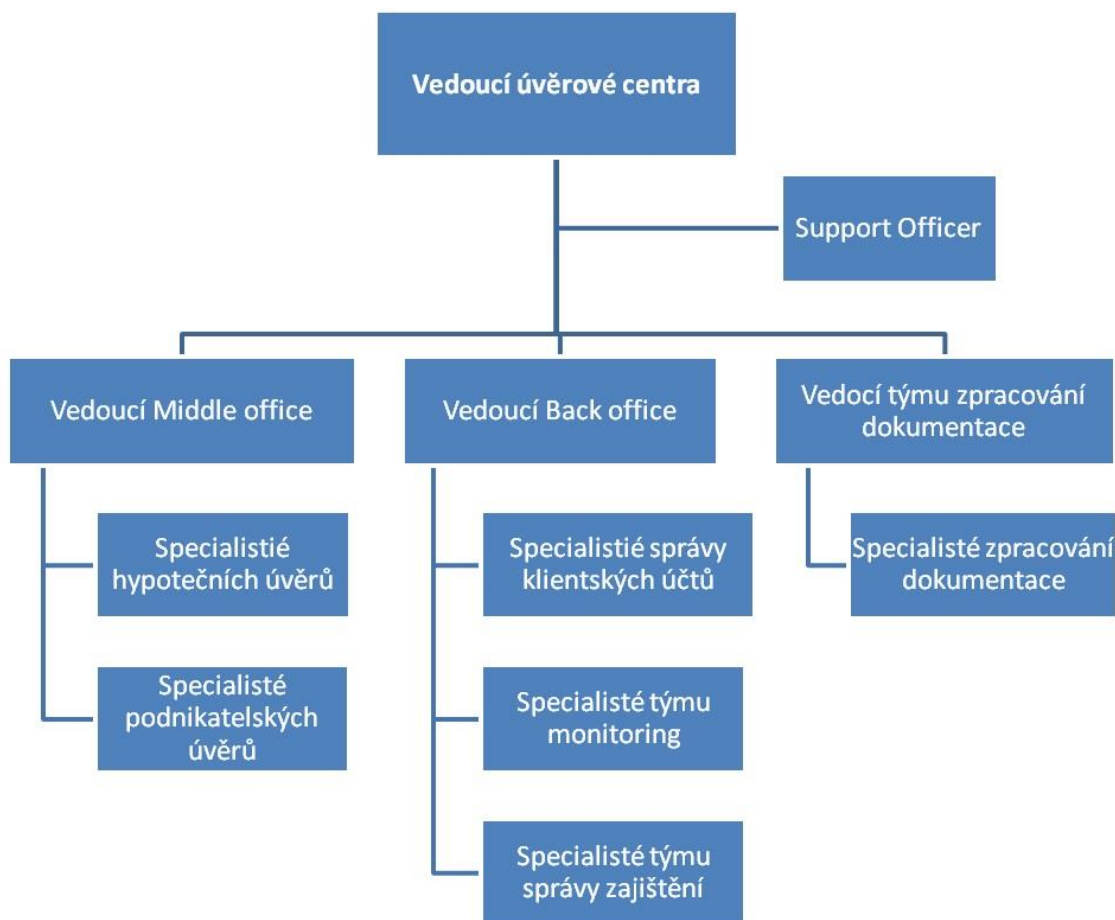 Vedoucí úvěrové centra
Support Officer
Vedoucí Middle office
Vedoucí Back office
Vedocí týmu zpracování
dokumentace
Specialistié
hypotečních úvěrů
Specialistié správy
klientských účtů
Specialisté zpracování
dokumentace
Specialisté
podnikatelských
úvěrů
Specialisté týmu
monitoring
Specialisté týmu
správy zajištění